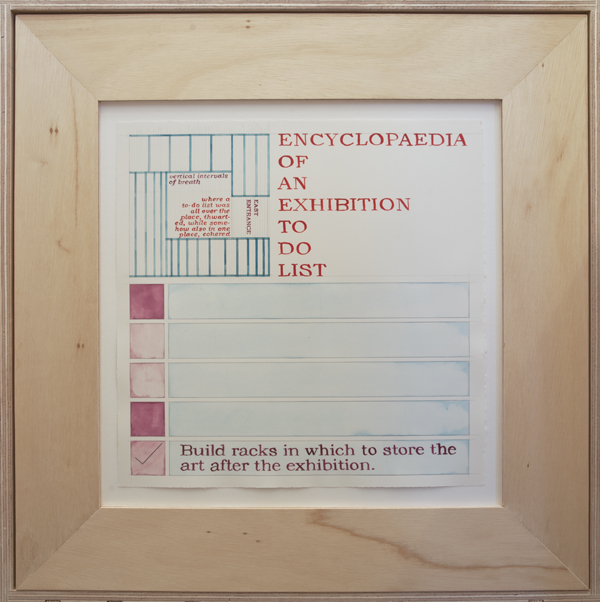 vertical intervals
of breath
where a
to-do list was
all over the
place, thwart-
ed, while some-
how also in one
place, cohered
EAST
ENTRANCE
ENCYCLOPAEDIA
OF
AN
EXHIBITION
TO
DO
LIST
Build racks in which to store the
art after the exhibition.